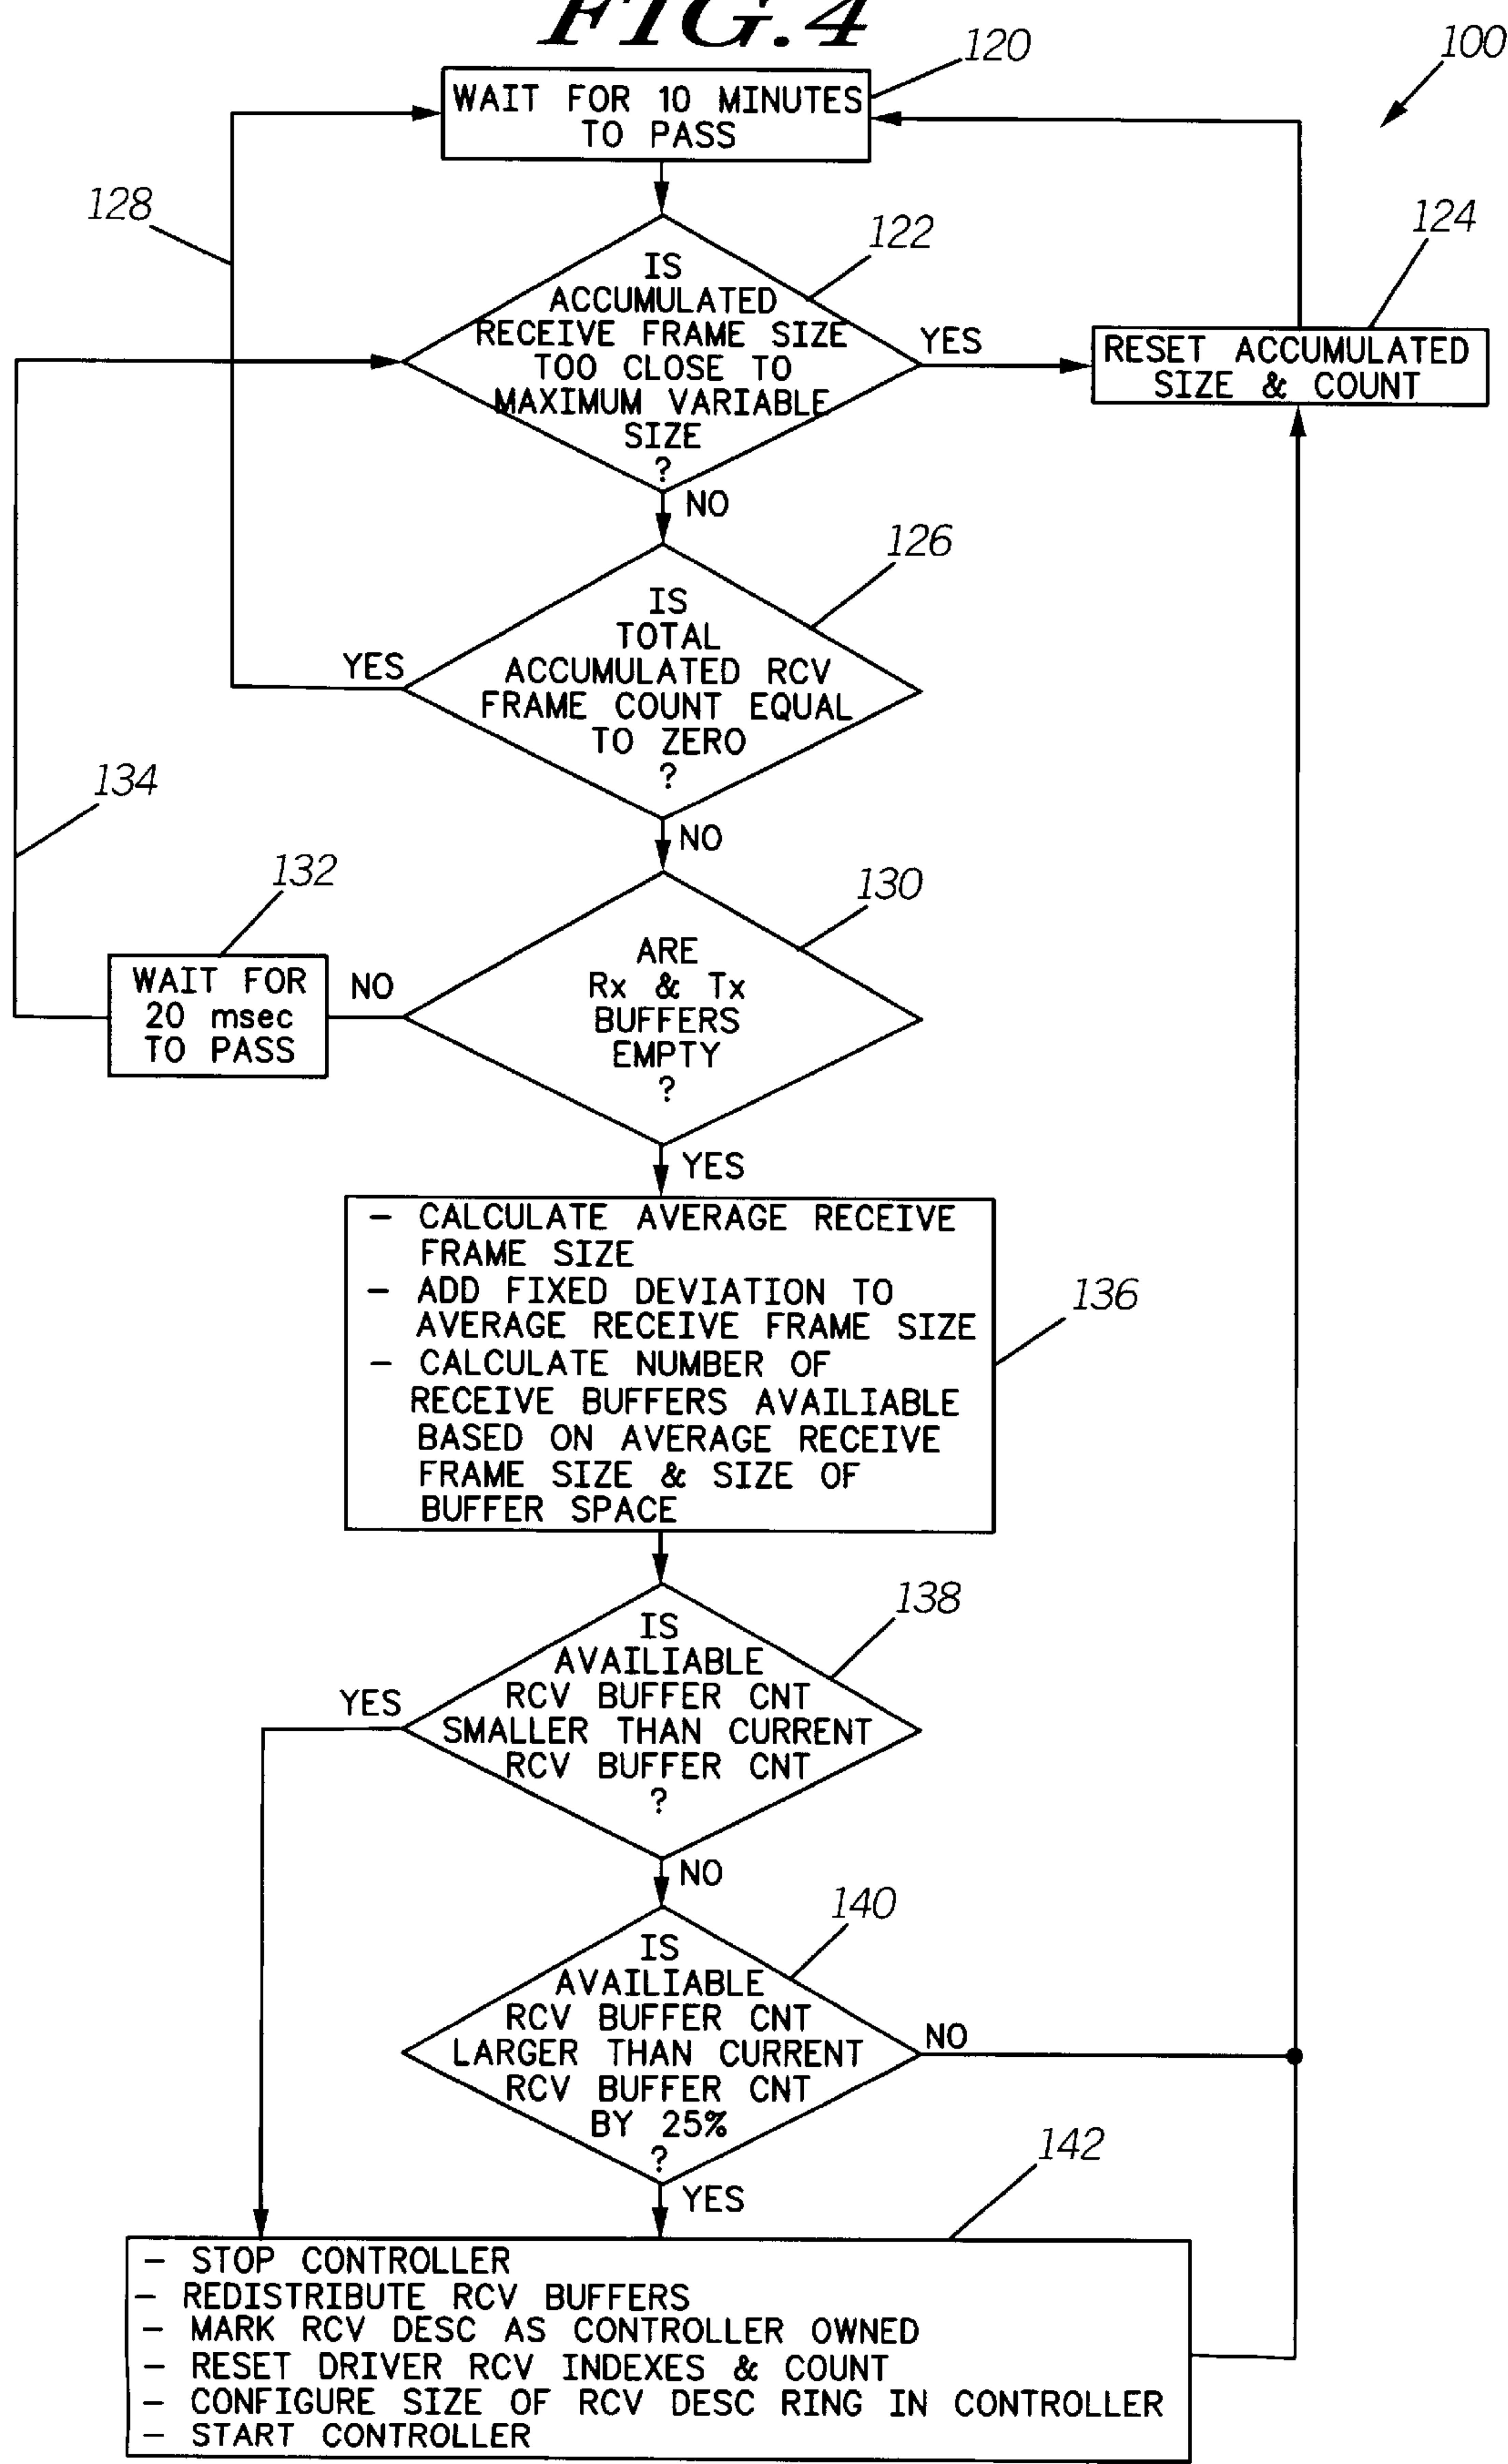 FIG.4
120
100
WAIT FOR 10 MINUTES
TO PASS
128
122
124
IS
ACCUMULATED
RECEIVE FRAME SIZE
TOO CLOSE TO
MAXIMUM VARIABLE
SIZE
?
YES
RESET ACCUMULATED
SIZE & COUNT
NO
126
IS
TOTAL
ACCUMULATED RCV
FRAME COUNT EQUAL
TO ZERO
?
YES
134
NO
132
130
WAIT FOR
20 msec
TO PASS
NO
ARE
Rx & Tx
BUFFERS
EMPTY
?
YES
- CALCULATE AVERAGE RECEIVE
FRAME SIZE
- ADD FIXED DEVIATION TO
AVERAGE RECEIVE FRAME SIZE
- CALCULATE NUMBER OF
RECEIVE BUFFERS AVAILIABLE
BASED ON AVERAGE RECEIVE
FRAME SIZE & SIZE OF
BUFFER SPACE
136
138
IS
AVAILIABLE
RCV BUFFER CNT
SMALLER THAN CURRENT
RCV BUFFER CNT
?
YES
NO
140
IS
AVAILIABLE
RCV BUFFER CNT
LARGER THAN CURRENT
RCV BUFFER CNT
BY 25%
?
NO
YES
142
- STOP CONTROLLER
- REDISTRIBUTE RCV BUFFERS
- MARK RCV DESC AS CONTROLLER OWNED
- RESET DRIVER RCV INDEXES & COUNT
- CONFIGURE SIZE OF RCV DESC RING IN CONTROLLER
- START CONTROLLER